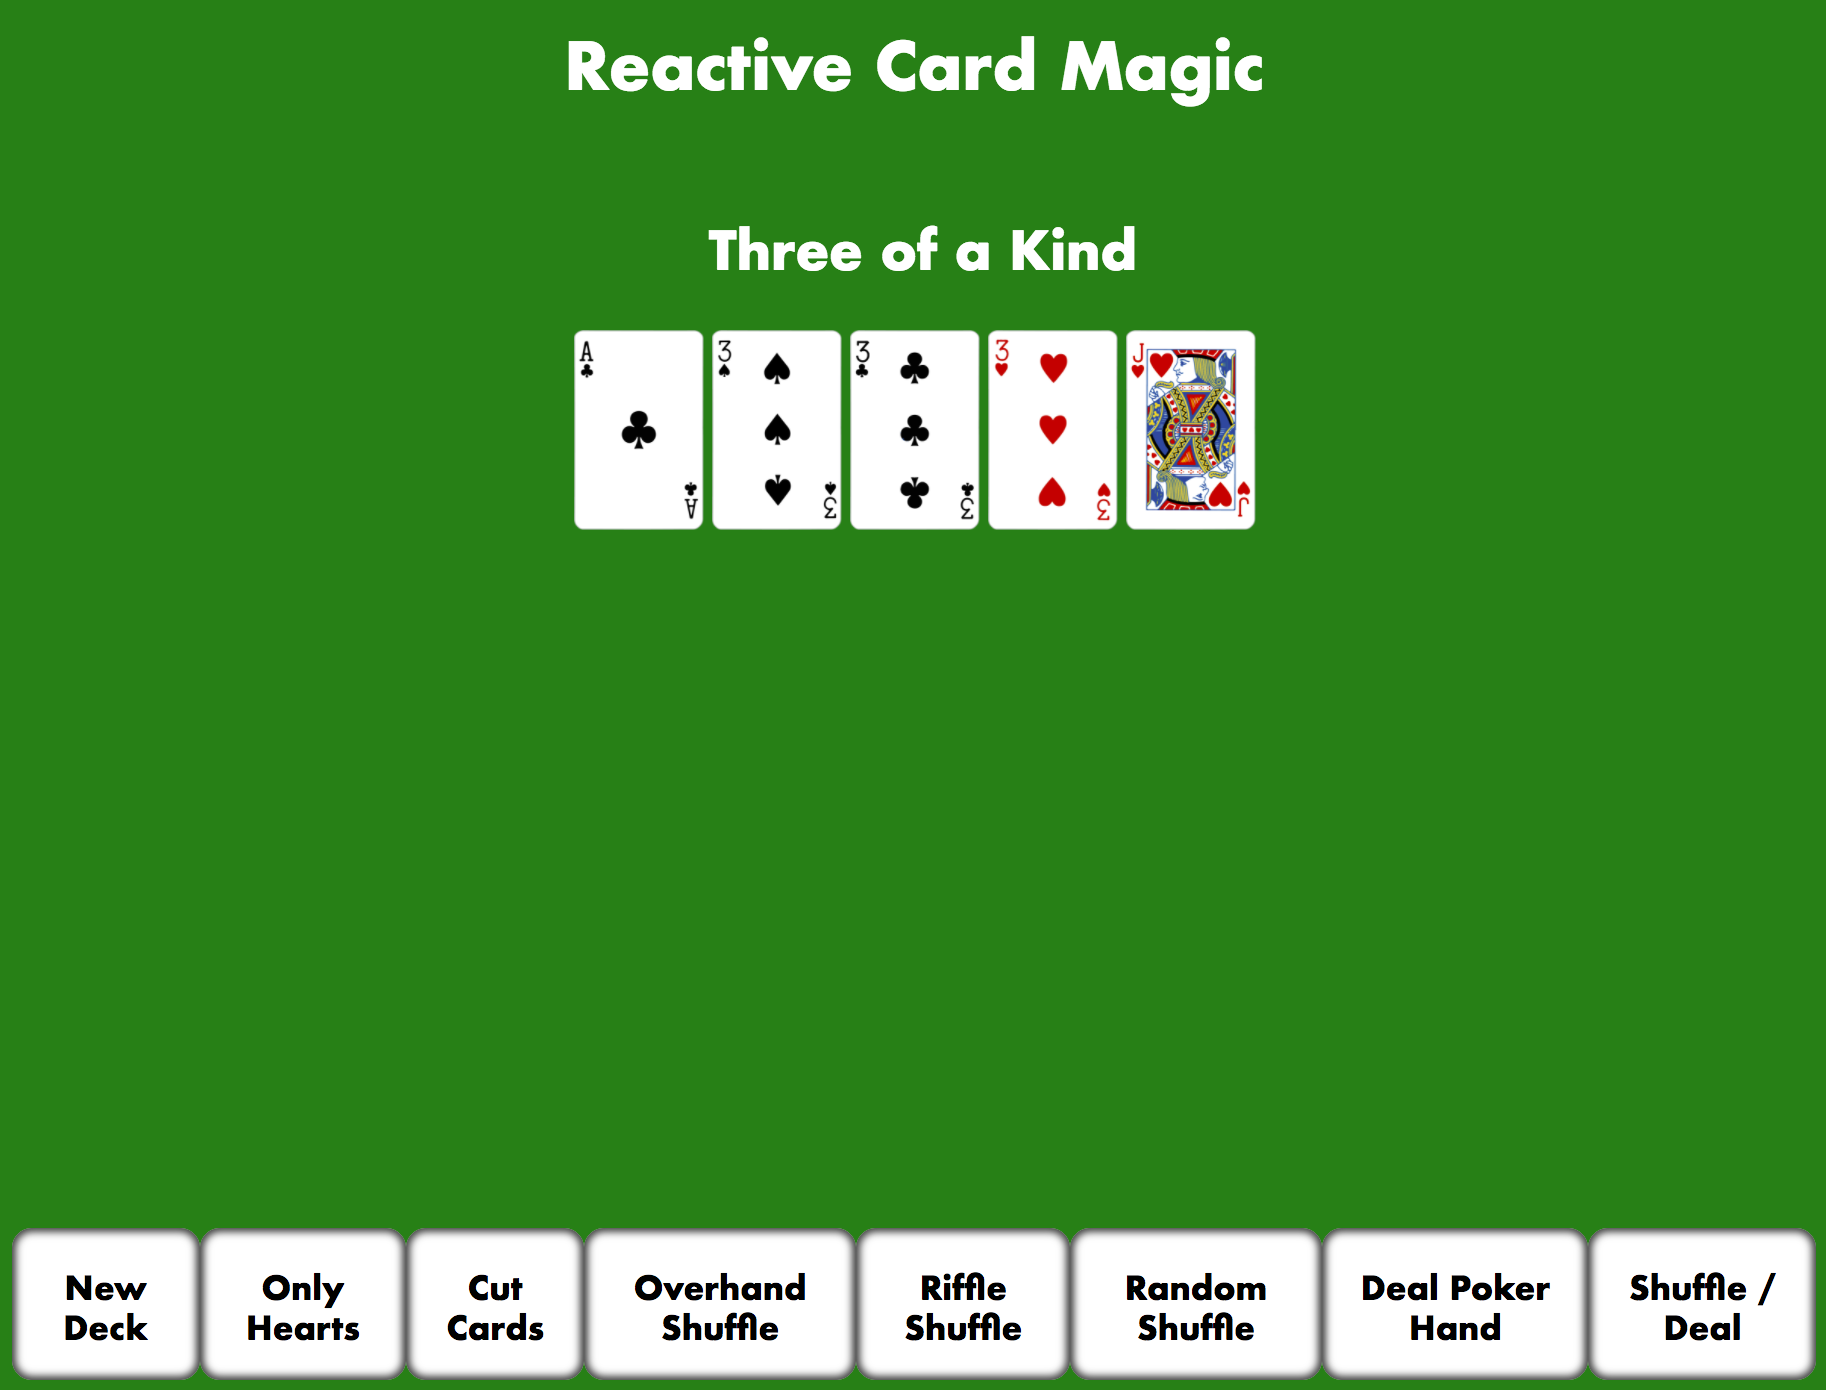 Reactive Card Magic
Three of a Kind
A 3 3 3 J
A 3 3 3 J
New Deck
Only Hearts
Cut Cards
Overhand Shuffle
Riffle Shuffle
Random Shuffle
Deal Poker Hand
Shuffle / Deal